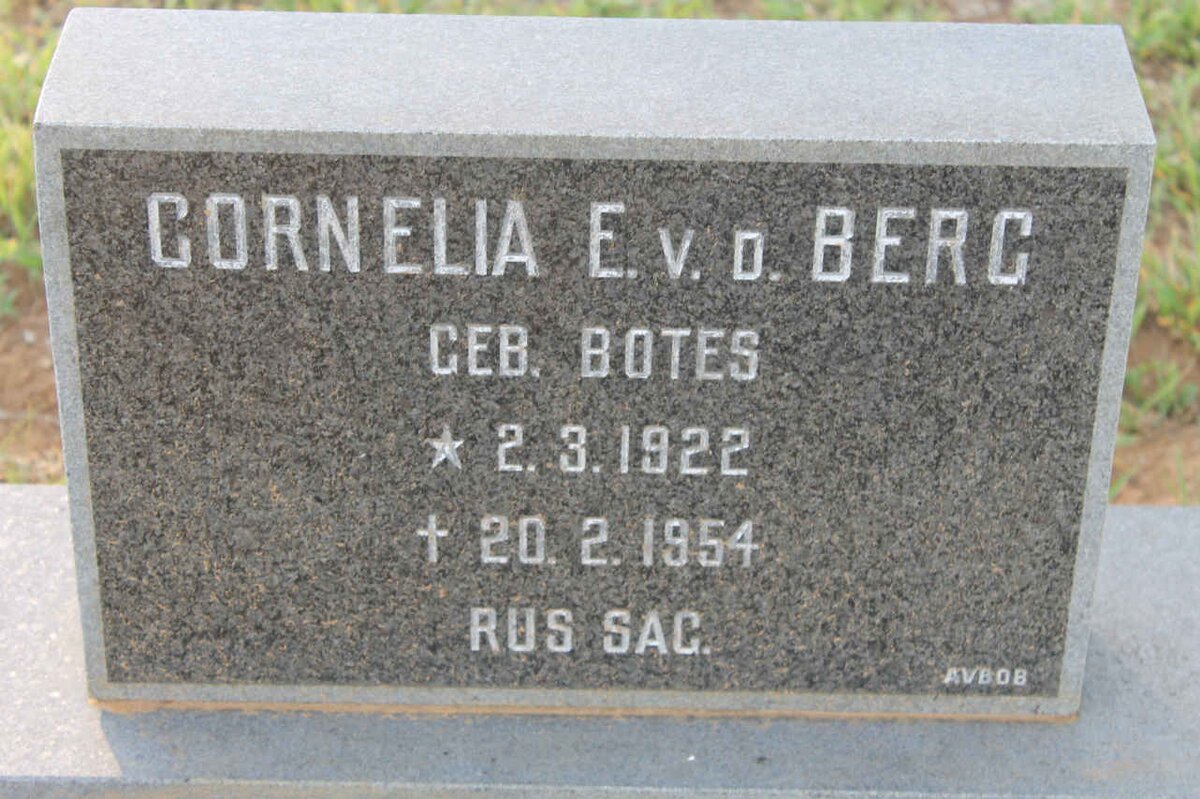 CORNELIA E. v. d. BERG
GEB. BOTES
★ 2.3.1922
† 20.2.1954
RUS SAG.
AVBOB